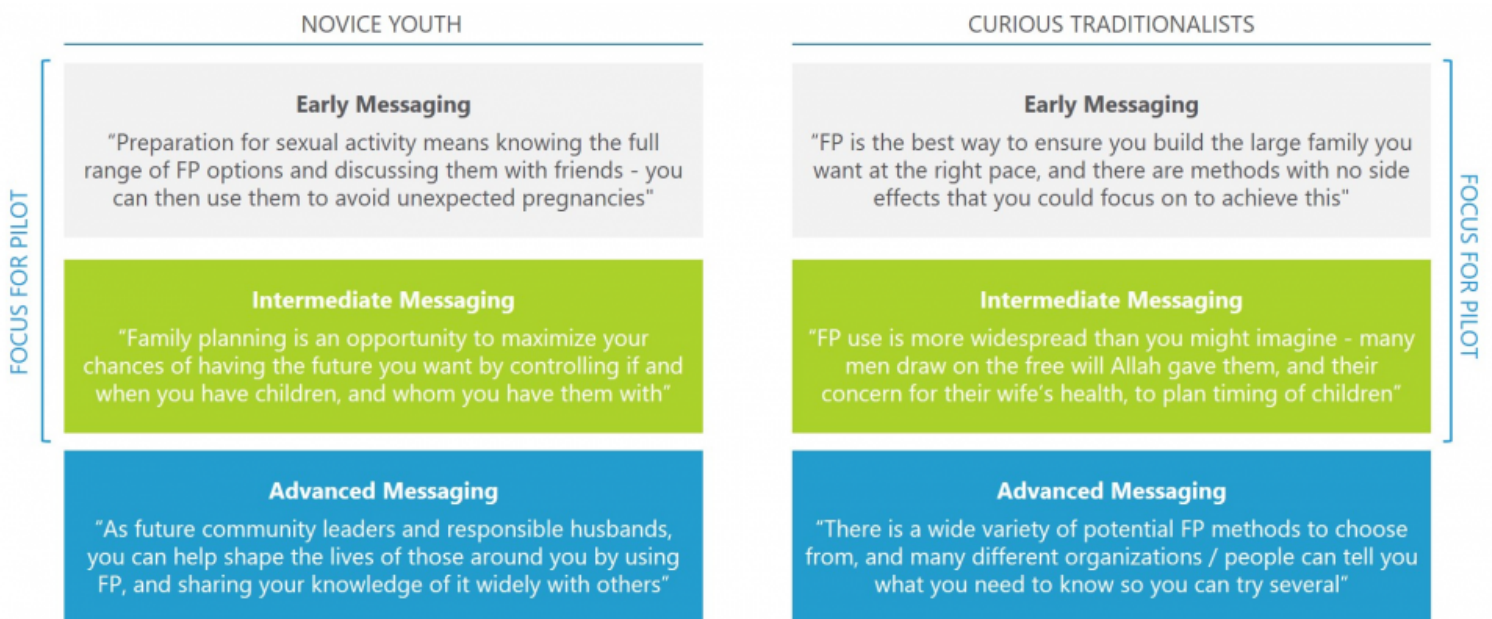 NOVICE YOUTH
FOCUS FOR PILOT
Early Messaging
“Preparation for sexual activity means knowing the full
range of FP options and discussing them with friends - you
can then use them to avoid unexpected pregnancies"
Intermediate Messaging
“Family planning is an opportunity to maximize your
chances of having the future you want by controlling if and
when you have children, and whom you have them with”
Advanced Messaging
“As future community leaders and responsible husbands,
you can help shape the lives of those around you by using
FP, and sharing your knowledge of it widely with others”
CURIOUS TRADITIONALISTS
Early Messaging
“FP is the best way to ensure you build the large family you
want at the right pace, and there are methods with no side
effects that you could focus on to achieve this"
Intermediate Messaging
“FP use is more widespread than you might imagine - many
men draw on the free will Allah gave them, and their
concern for their wife’s health, to plan timing of children”
Advanced Messaging
“There is a wide variety of potential FP methods to choose
from, and many different organizations / people can tell you
what you need to know so you can try several”
FOCUS FOR PILOT